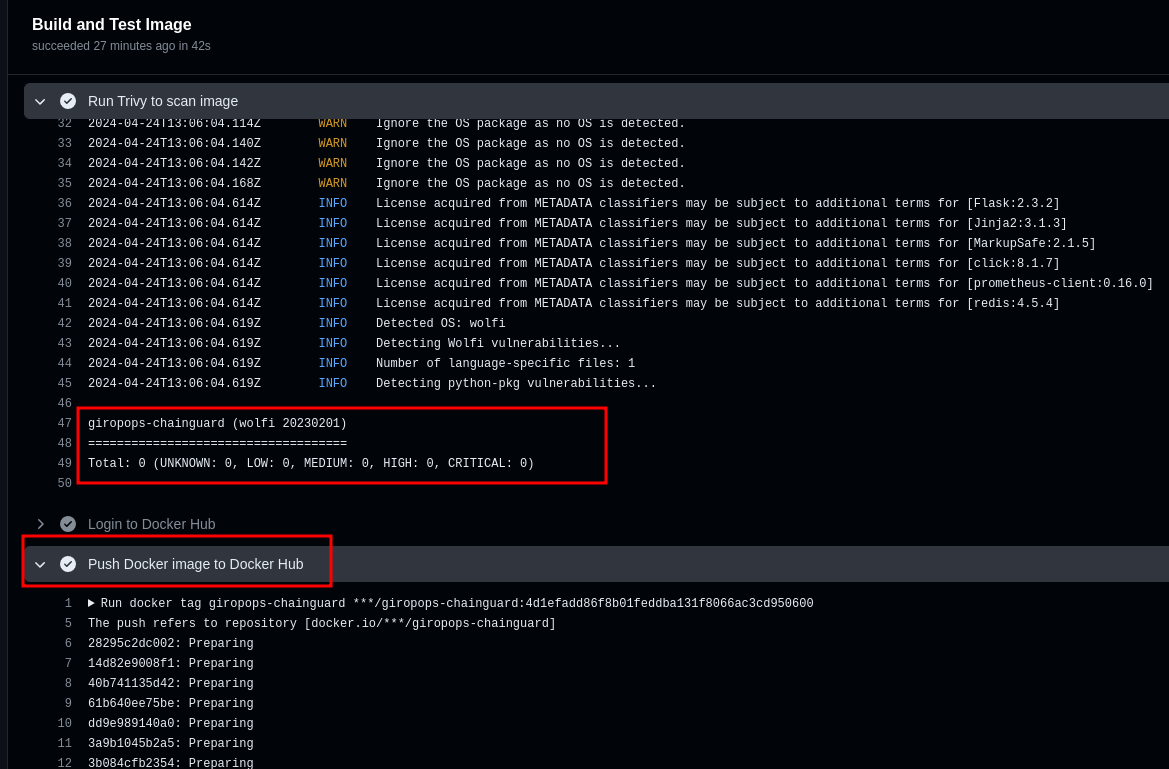 Build and Test Image
succeeded 27 minutes ago in 42s
Run Trivy to scan image
32 2024-04-24T13:06:04.114Z WARN Ignore the OS package as no OS is detected.
33 2024-04-24T13:06:04.140Z WARN Ignore the OS package as no OS is detected.
34 2024-04-24T13:06:04.142Z WARN Ignore the OS package as no OS is detected.
35 2024-04-24T13:06:04.168Z WARN Ignore the OS package as no OS is detected.
36 2024-04-24T13:06:04.614Z INFO License acquired from METADATA classifiers may be subject to additional terms for [Flask:2.3.2]
37 2024-04-24T13:06:04.614Z INFO License acquired from METADATA classifiers may be subject to additional terms for [Jinja2:3.1.3]
38 2024-04-24T13:06:04.614Z INFO License acquired from METADATA classifiers may be subject to additional terms for [MarkupSafe:2.1.5]
39 2024-04-24T13:06:04.614Z INFO License acquired from METADATA classifiers may be subject to additional terms for [click:8.1.7]
40 2024-04-24T13:06:04.614Z INFO License acquired from METADATA classifiers may be subject to additional terms for [prometheus-client:0.16.0]
41 2024-04-24T13:06:04.614Z INFO License acquired from METADATA classifiers may be subject to additional terms for [redis:4.5.4]
42 2024-04-24T13:06:04.619Z INFO Detected OS: wolfi
43 2024-04-24T13:06:04.619Z INFO Detecting Wolfi vulnerabilities...
44 2024-04-24T13:06:04.619Z INFO Number of language-specific files: 1
45 2024-04-24T13:06:04.619Z INFO Detecting python-pkg vulnerabilities...
46
47 giropops-chainguard (wolfi 20230201)
48 ====================================
49 Total: 0 (UNKNOWN: 0, LOW: 0, MEDIUM: 0, HIGH: 0, CRITICAL: 0)
50
Login to Docker Hub
Push Docker image to Docker Hub
1 Run docker tag giropops-chainguard ***/giropops-chainguard:4d1efadd86f8b01feddba131f8066ac3cd950600
5 The push refers to repository [docker.io/***/giropops-chainguard]
6 28295c2dc002: Preparing
7 14d82e9008f1: Preparing
8 40b741135d42: Preparing
9 61b640ee75be: Preparing
10 dd9e989140a0: Preparing
11 3a9b1045b2a5: Preparing
12 3b084cfb2354: Preparing